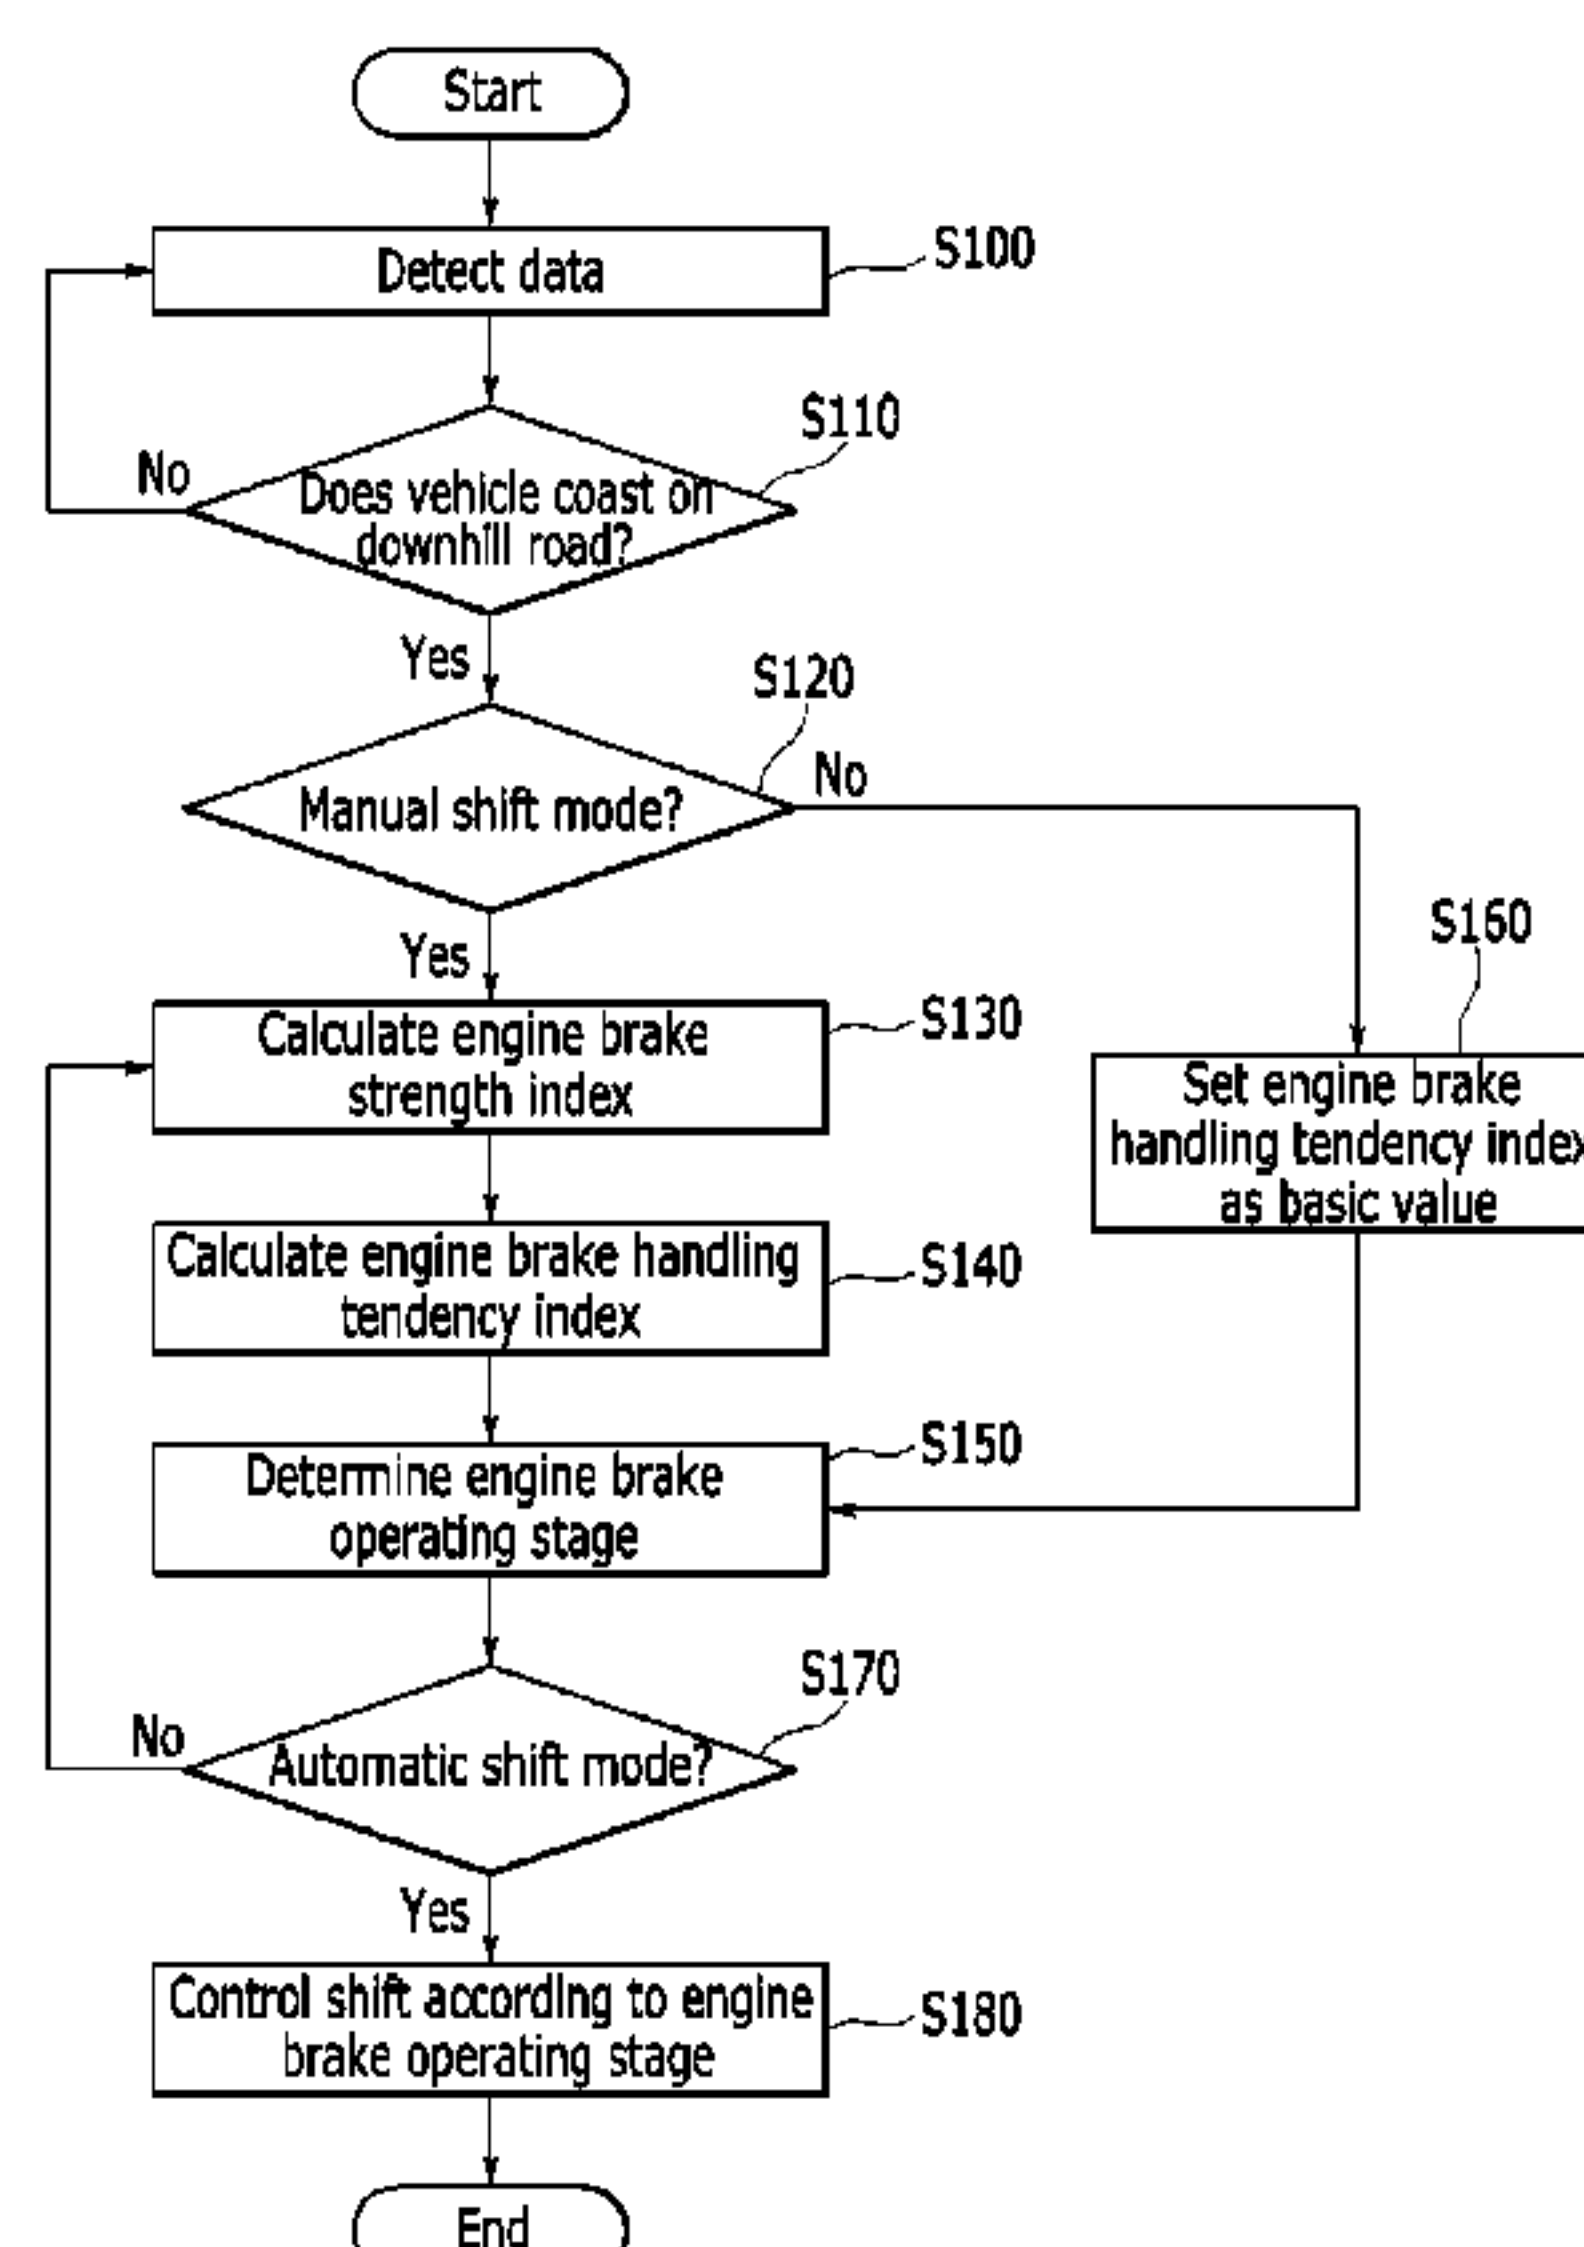 Start
Detect data
S100
S110
No
Does vehicle coast on
downhill road?
Yes
S120
Manual shift mode?
No
Yes
S160
Calculate engine brake
strength index
S130
Set engine brake
handling tendency index
as basic value
Calculate engine brake handling
tendency index
S140
Determine engine brake
operating stage
S150
S170
No
Automatic shift mode?
Yes
Control shift according to engine
brake operating stage
S180
End